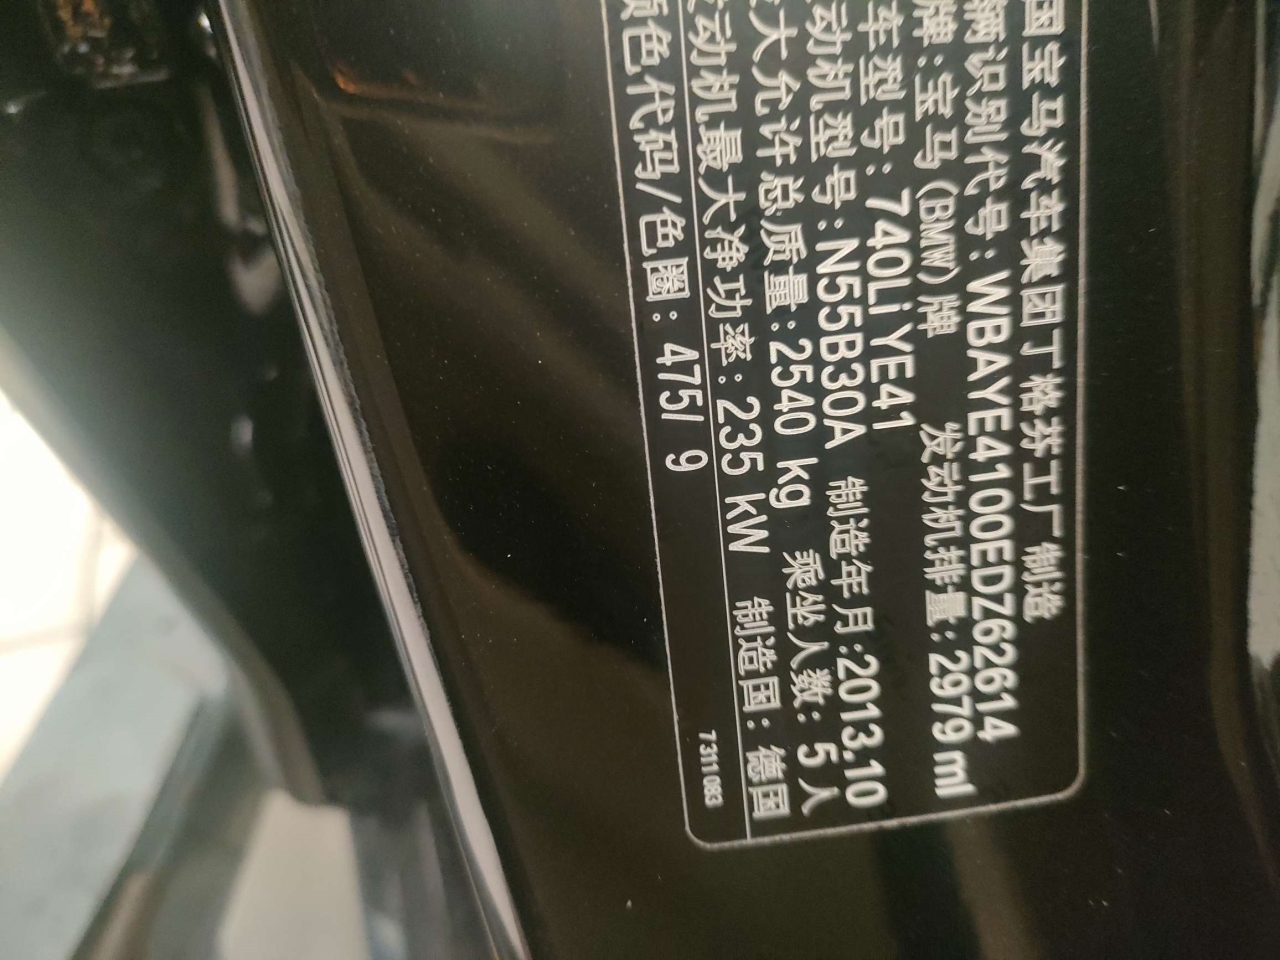 国宝马汽车集团丁格芬工厂制造
辆识别代号:WBAYE4100EDZ62614
牌:宝马(BMW)牌 发动机排量:2979 ml
车型号:740Li YE41
动机型号:N55B30A 制造年月:2013.10
大允许总质量:2540 kg 乘坐人数: 5人
动机最大净功率:235 kW 制造国: 德国
颜色代码/色圈: 475/ 9
7311083